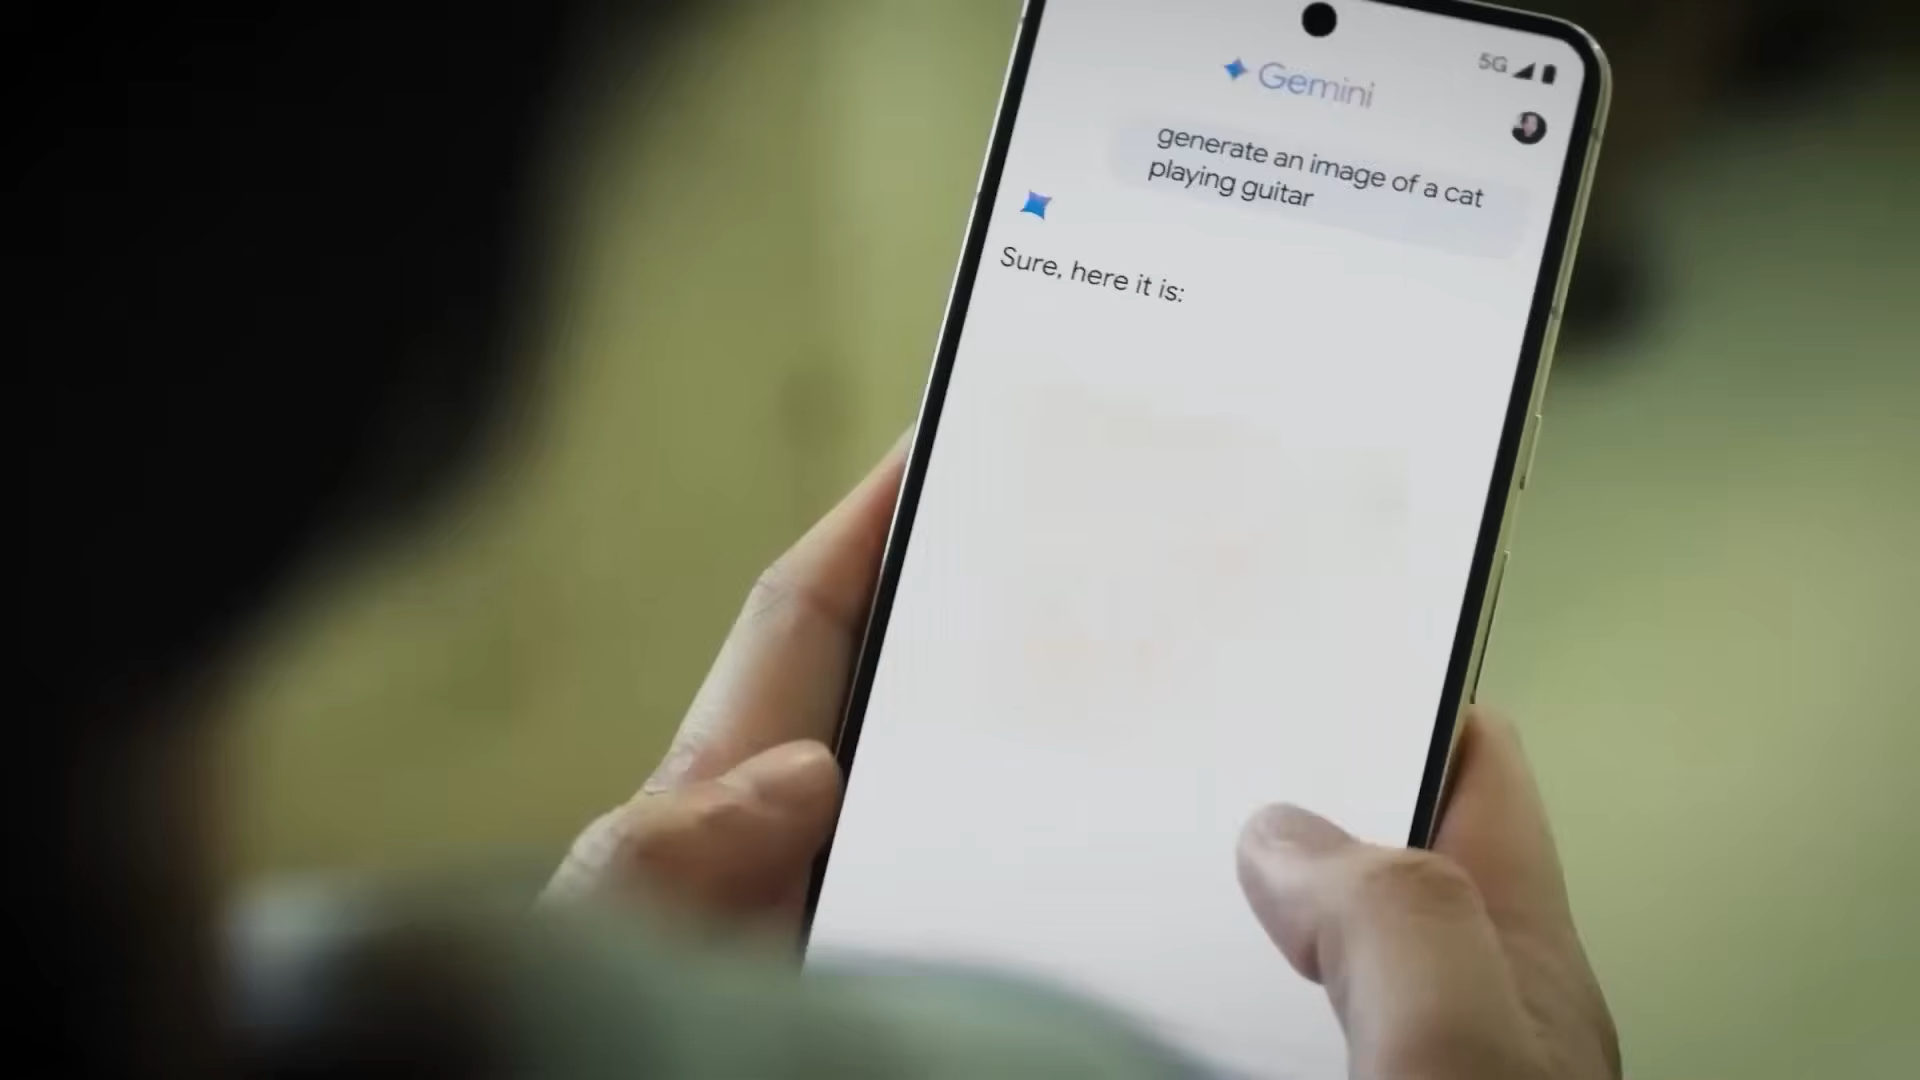 5G
Gemini
generate an image of a cat
playing guitar
Sure, here it is: